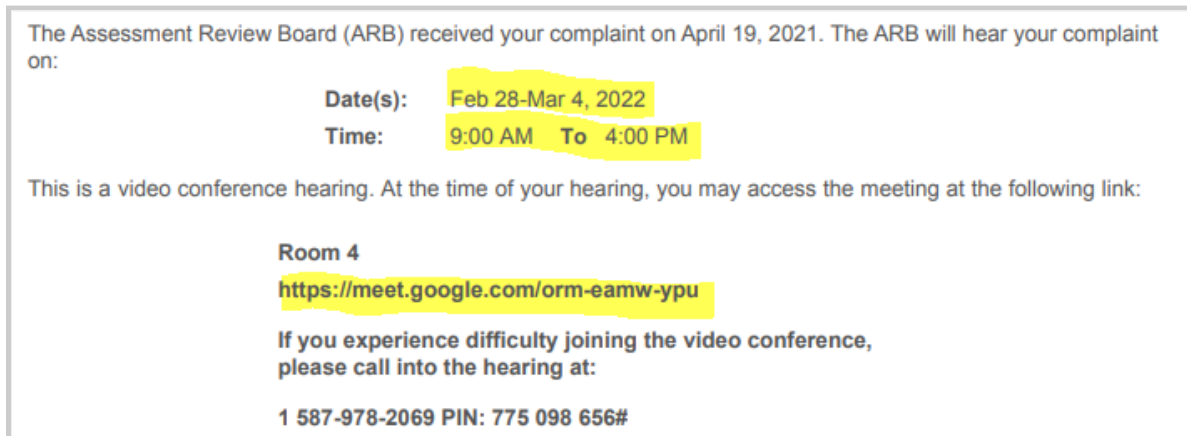 The Assessment Review Board (ARB) received your complaint on April 19, 2021. The ARB will hear your complaint
on:
Date(s): Feb 28-Mar 4, 2022
Time: 9:00 AM To 4:00 PM
This is a video conference hearing. At the time of your hearing, you may access the meeting at the following link:
Room 4
https://meet.google.com/orm-eamw-ypu
If you experience difficulty joining the video conference,
please call into the hearing at:
1 587-978-2069 PIN: 775 098 656#